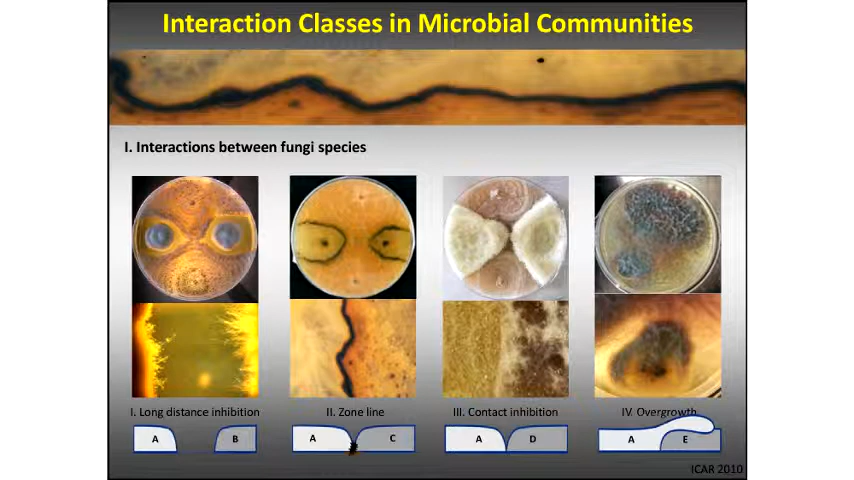 Interaction Classes in Microbial Communities
I. Interactions between fungi species
I. Long distance inhibition
II. Zone line
III. Contact inhibition
IV. Overgrowth
A B
A C
A D
A E
ICAR 2010